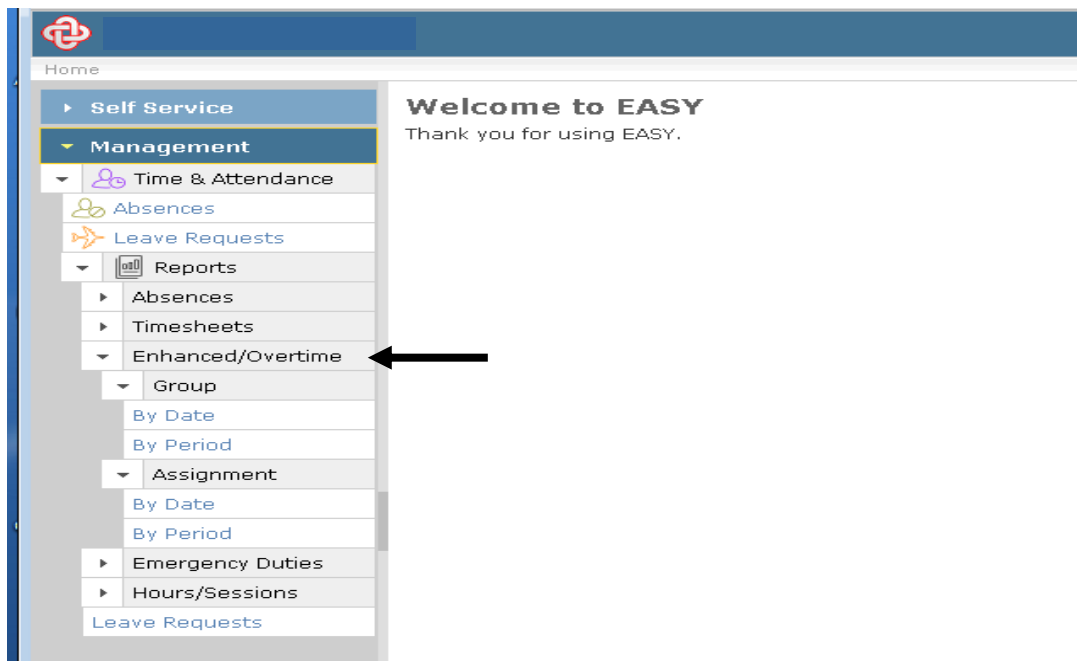 Home
Self Service
Management
Time & Attendance
Absences
Leave Requests
Reports
Absences
Timesheets
Enhanced/Overtime
Group
By Date
By Period
Assignment
By Date
By Period
Emergency Duties
Hours/Sessions
Leave Requests
Welcome to EASY
Thank you for using EASY.